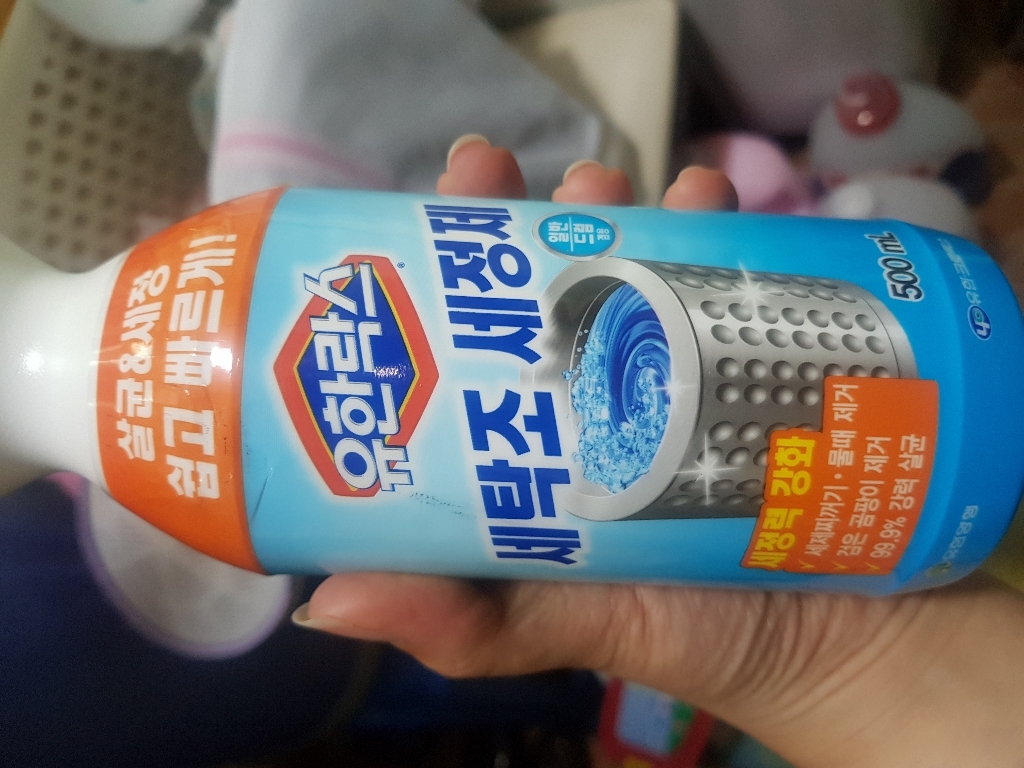 살균&세정
쉽고 빠르게!
유한락스
세탁조 세정제
일반
드럼
겸용
세정력 강화
✓ 세제찌꺼기·물때 제거
✓ 검은 곰팡이 제거
✓ 99.9% 강력 살균
500 mL